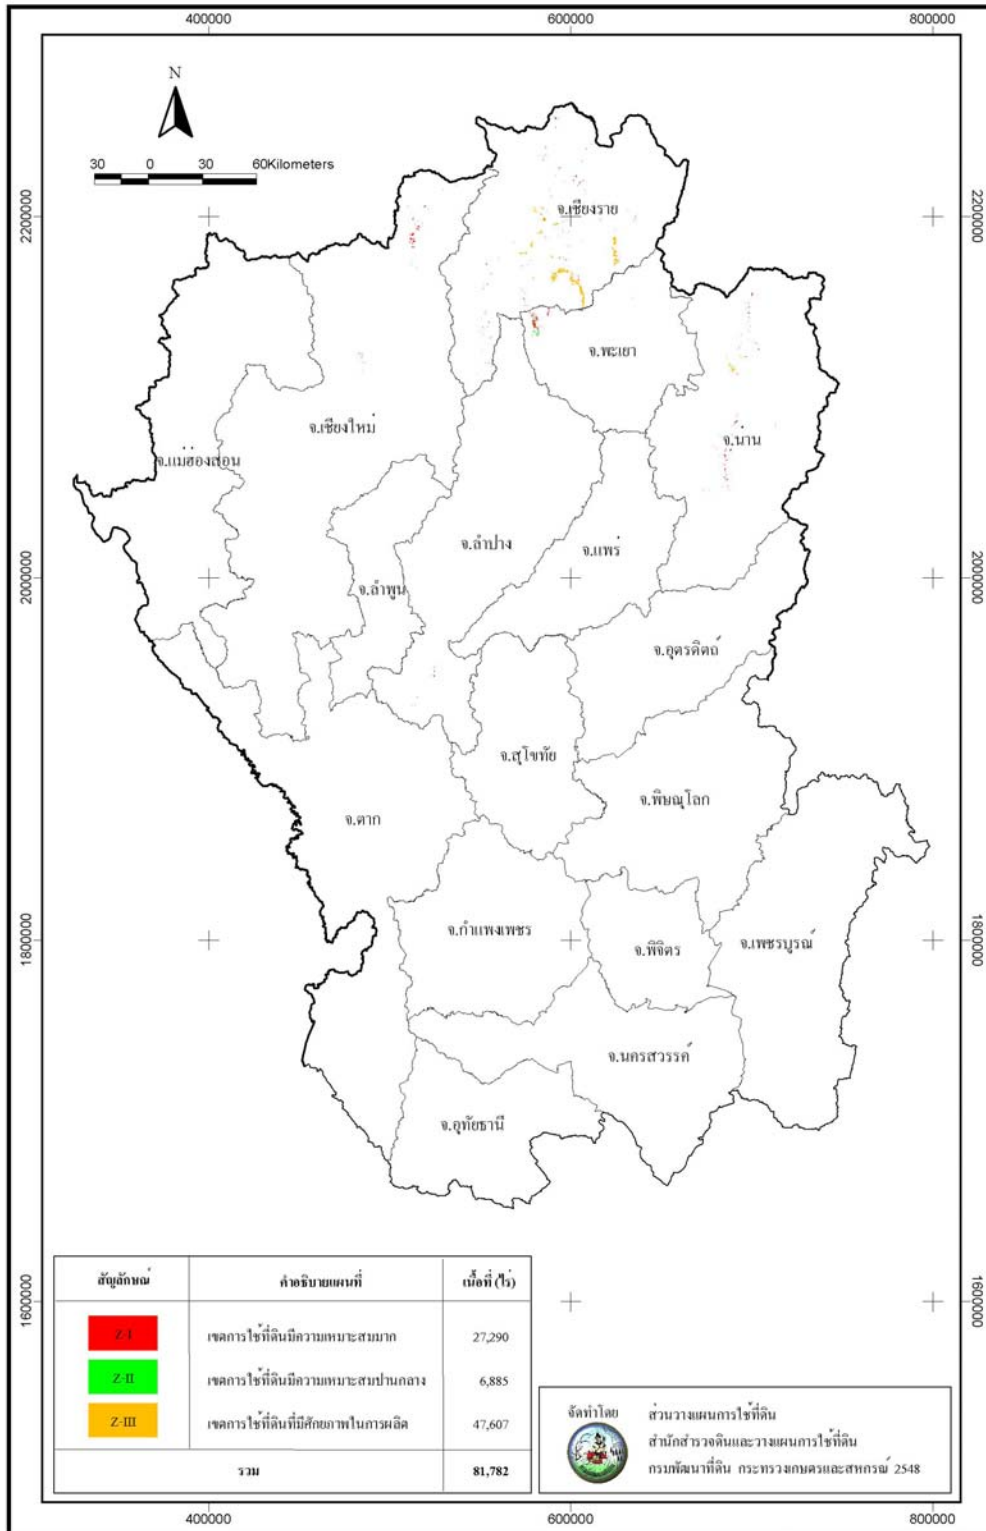 400000 600000 800000
N
30 0 30 60Kilometers
2200000 2200000
จ.เชียงราย
จ.พะเยา
จ.เชียงใหม่
จ.น่าน
จ.แม่ฮ่องสอน
จ.ลำปาง
จ.แพร่
2000000 2000000
จ.ลำพูน
จ.อุตรดิตถ์
จ.สุโขทัย
จ.พิษณุโลก
จ.ตาก
จ.กำแพงเพชร
1800000 1800000
จ.พิจิตร
จ.เพชรบูรณ์
จ.นครสวรรค์
จ.อุทัยธานี
1600000 1600000
สัญลักษณ์ คำอธิบายแผนที่ เนื้อที่ (ไร่)
Z-I เขตการใช้ที่ดินมีความเหมาะสมมาก 27,290
Z-II เขตการใช้ที่ดินมีความเหมาะสมปานกลาง 6,885
Z-III เขตการใช้ที่ดินที่มีศักยภาพในการผลิต 47,607
รวม 81,782
จัดทำโดย ส่วนวางแผนการใช้ที่ดิน
สำนักสำรวจดินและวางแผนการใช้ที่ดิน
กรมพัฒนาที่ดิน กระทรวงเกษตรและสหกรณ์ 2548
400000 600000 800000